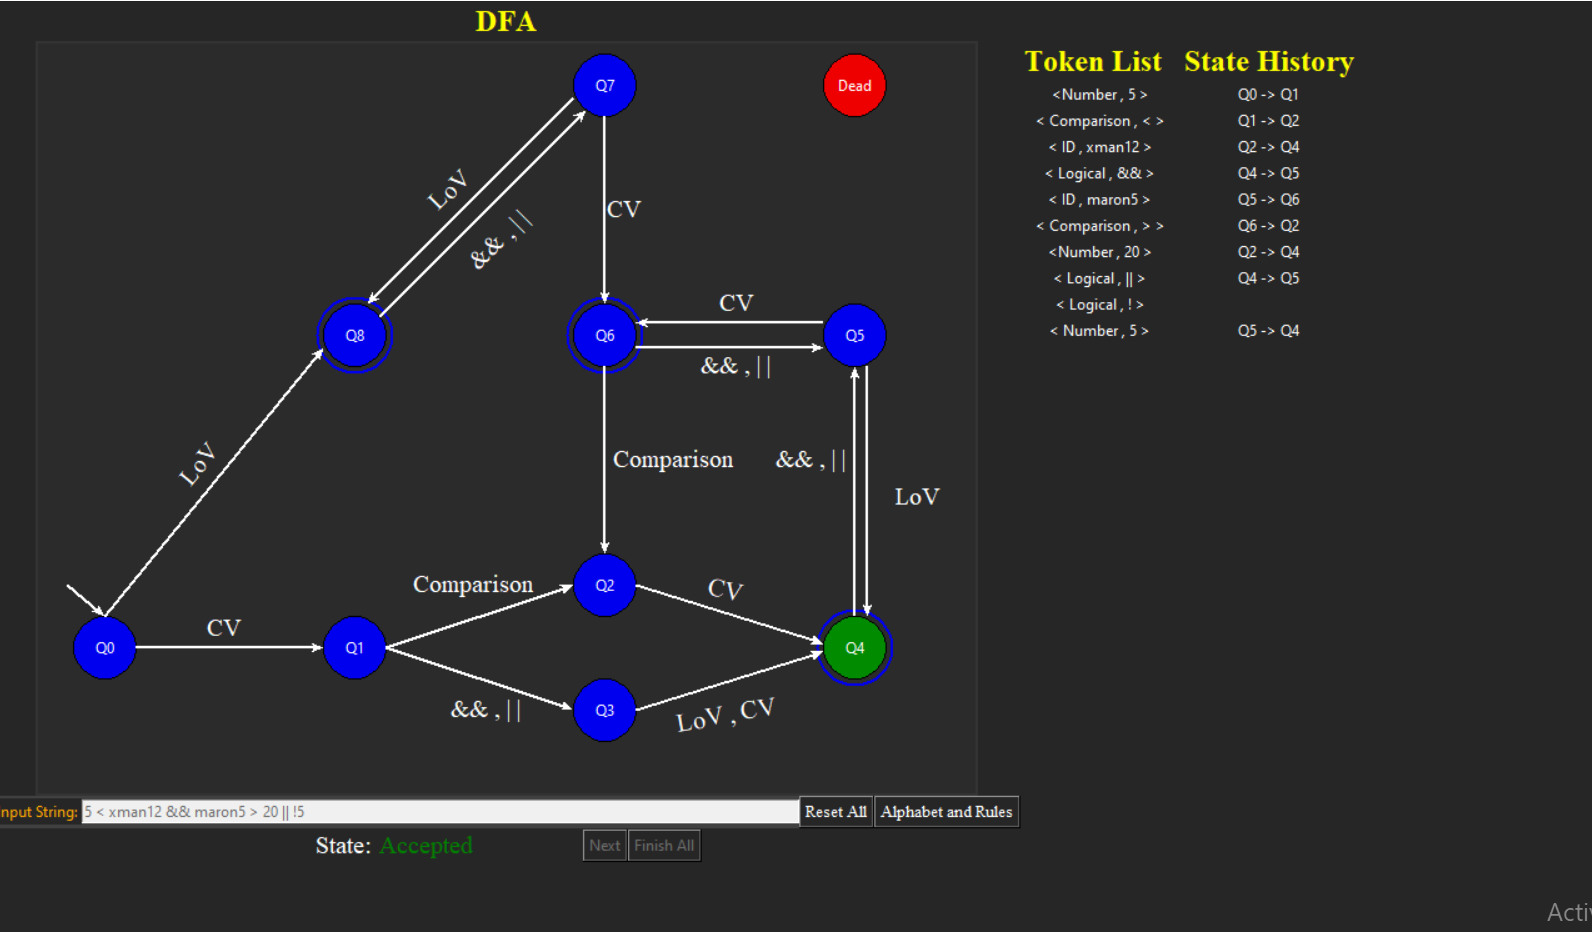 DFA
Q7
Dead
LoV
&& , ||
CV
Q8
Q6
Q5
CV
&& , ||
LoV
Comparison
&& , ||
LoV
Comparison
Q2
CV
Q0
CV
Q1
Q4
&& , ||
Q3
LoV , CV
Token List State History
<Number , 5 > Q0 -> Q1
< Comparison , < > Q1 -> Q2
< ID , xman12 > Q2 -> Q4
< Logical , && > Q4 -> Q5
< ID , maron5 > Q5 -> Q6
< Comparison , > > Q6 -> Q2
<Number , 20 > Q2 -> Q4
< Logical , || > Q4 -> Q5
< Logical , ! >
< Number , 5 > Q5 -> Q4
nput String: 5 < xman12 && maron5 > 20 || !5 Reset All Alphabet and Rules
State: Accepted Next Finish All
Activ